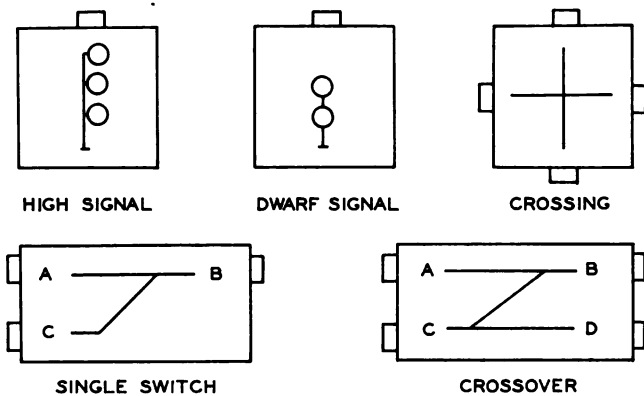 HIGH SIGNAL
DWARF SIGNAL
CROSSING
A B
C
SINGLE SWITCH
A B
C D
CROSSOVER